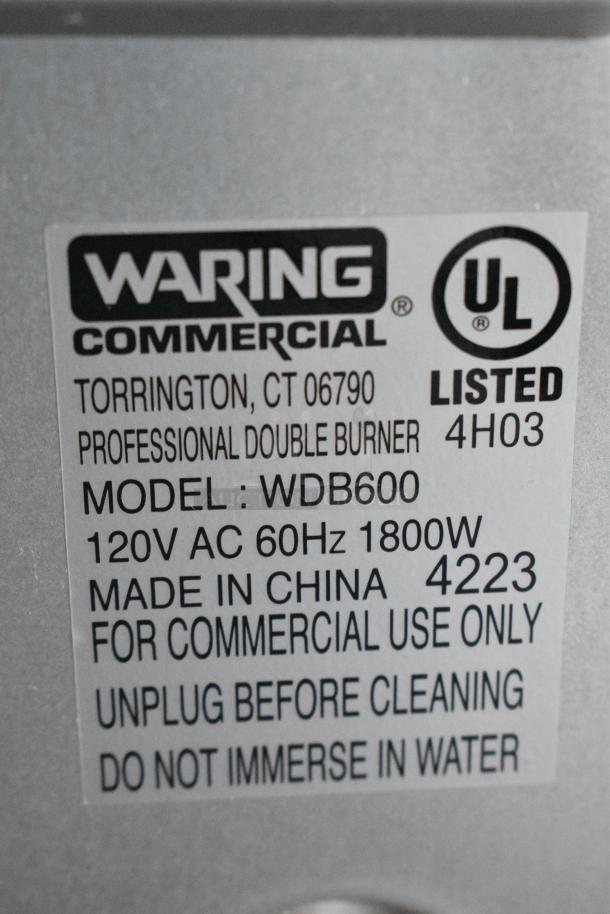 WARING
COMMERCIAL ®
TORRINGTON, CT 06790
PROFESSIONAL DOUBLE BURNER
UL ®
LISTED
4H03
MODEL : WDB600
120V AC 60Hz 1800W
MADE IN CHINA 4223
FOR COMMERCIAL USE ONLY
UNPLUG BEFORE CLEANING
DO NOT IMMERSE IN WATER